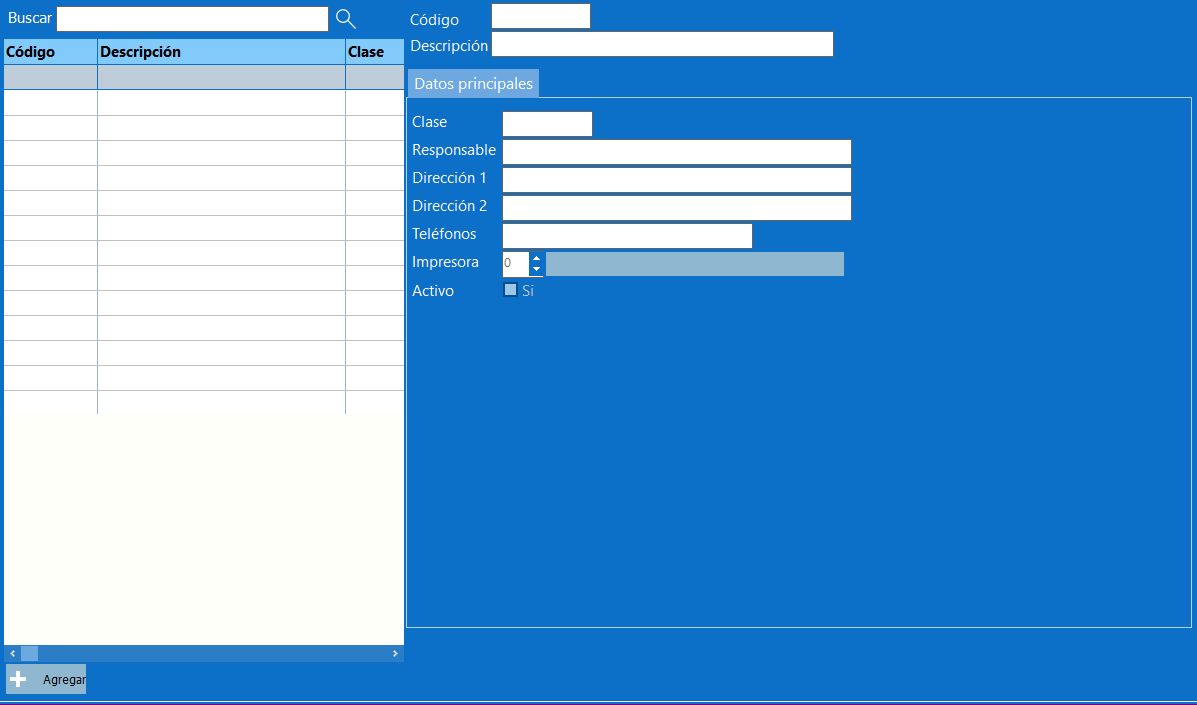 Buscar
Código Descripción Clase
Agregar
Código
Descripción
Datos principales
Clase
Responsable
Dirección 1
Dirección 2
Teléfonos
Impresora 0
Activo Si